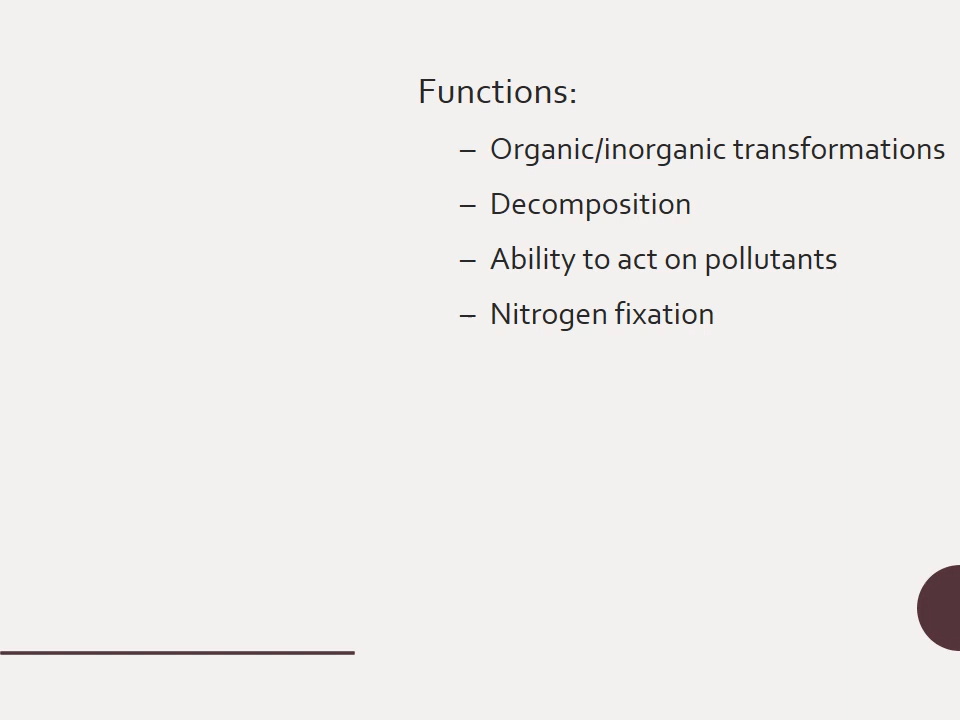 Functions:
– Organic/inorganic transformations
– Decomposition
– Ability to act on pollutants
– Nitrogen fixation